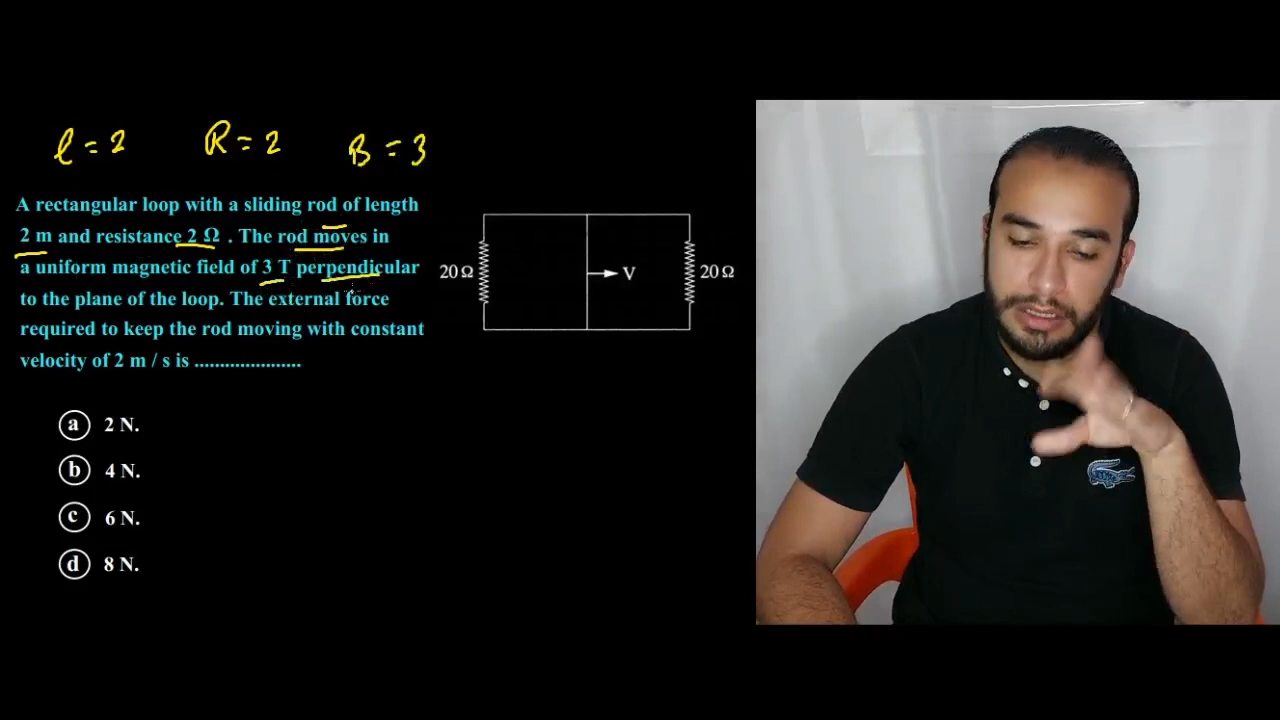 l = 2 R = 2 B = 3
A rectangular loop with a sliding rod of length
2 m and resistance 2 Ω . The rod moves in
a uniform magnetic field of 3 T perpendicular
to the plane of the loop. The external force
required to keep the rod moving with constant
velocity of 2 m / s is .....................
a 2 N.
b 4 N.
c 6 N.
d 8 N.
20 Ω V 20 Ω